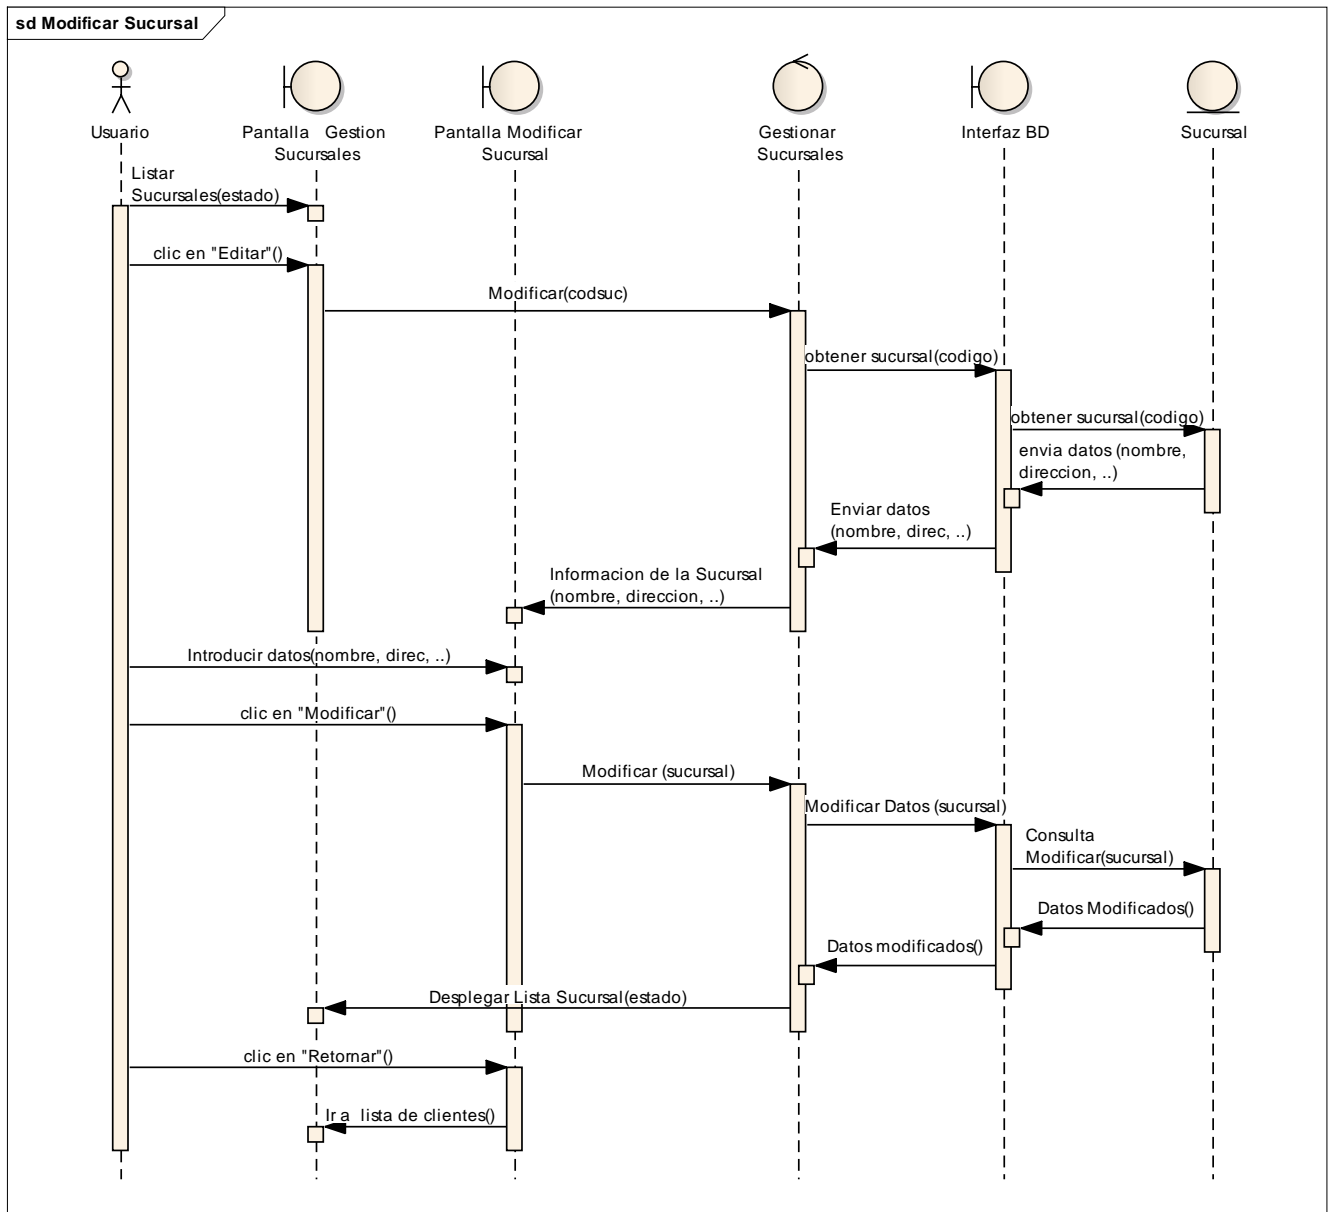 sd Modificar Sucursal
Usuario
Pantalla Gestion
Sucursales
Pantalla Modificar
Sucursal
Gestionar
Sucursales
Interfaz BD
Sucursal
Listar
Sucursales(estado)
clic en "Editar"()
Modificar(codsuc)
obtener sucursal(codigo)
obtener sucursal(codigo)
envia datos (nombre,
direccion, ..)
Enviar datos
(nombre, direc, ..)
Informacion de la Sucursal
(nombre, direccion, ..)
Introducir datos(nombre, direc, ..)
clic en "Modificar"()
Modificar (sucursal)
Modificar Datos (sucursal)
Consulta
Modificar(sucursal)
Datos Modificados()
Datos modificados()
Desplegar Lista Sucursal(estado)
clic en "Retornar"()
Ir a lista de clientes()